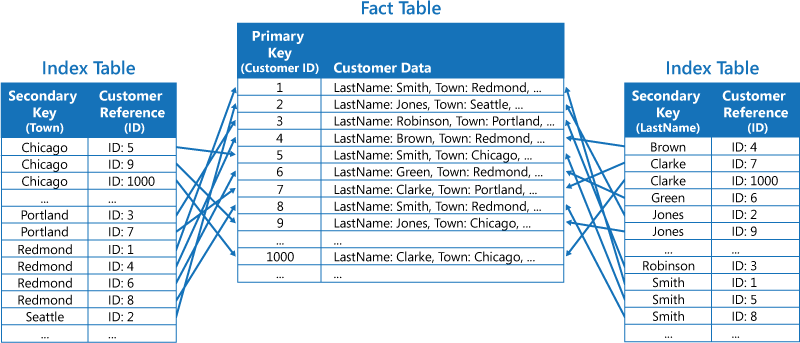 Fact Table
Primary
Key
(Customer ID)
Customer Data
1 LastName: Smith, Town: Redmond, ...
2 LastName: Jones, Town: Seattle, ...
3 LastName: Robinson, Town: Portland, ...
4 LastName: Brown, Town: Redmond, ...
5 LastName: Smith, Town: Chicago, ...
6 LastName: Green, Town: Redmond, ...
7 LastName: Clarke, Town: Portland, ...
8 LastName: Smith, Town: Redmond, ...
9 LastName: Jones, Town: Chicago, ...
... ...
1000 LastName: Clarke, Town: Chicago, ...
... ...
Index Table
Secondary Customer
Key Reference
(Town) (ID)
Chicago ID: 5
Chicago ID: 9
Chicago ID: 1000
... ...
Portland ID: 3
Portland ID: 7
Redmond ID: 1
Redmond ID: 4
Redmond ID: 6
Redmond ID: 8
Seattle ID: 2
... ...
Index Table
Secondary Customer
Key Reference
(LastName) (ID)
Brown ID: 4
Clarke ID: 7
Clarke ID: 1000
Green ID: 6
Jones ID: 2
Jones ID: 9
... ...
Robinson ID: 3
Smith ID: 1
Smith ID: 5
Smith ID: 8
... ...